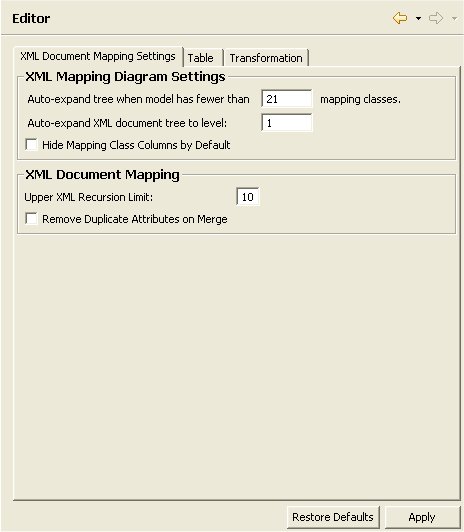 Editor
XML Document Mapping Settings Table Transformation
XML Mapping Diagram Settings
Auto-expand tree when model has fewer than 21 mapping classes.
Auto-expand XML document tree to level: 1
Hide Mapping Class Columns by Default
XML Document Mapping
Upper XML Recursion Limit: 10
Remove Duplicate Attributes on Merge
Restore Defaults Apply